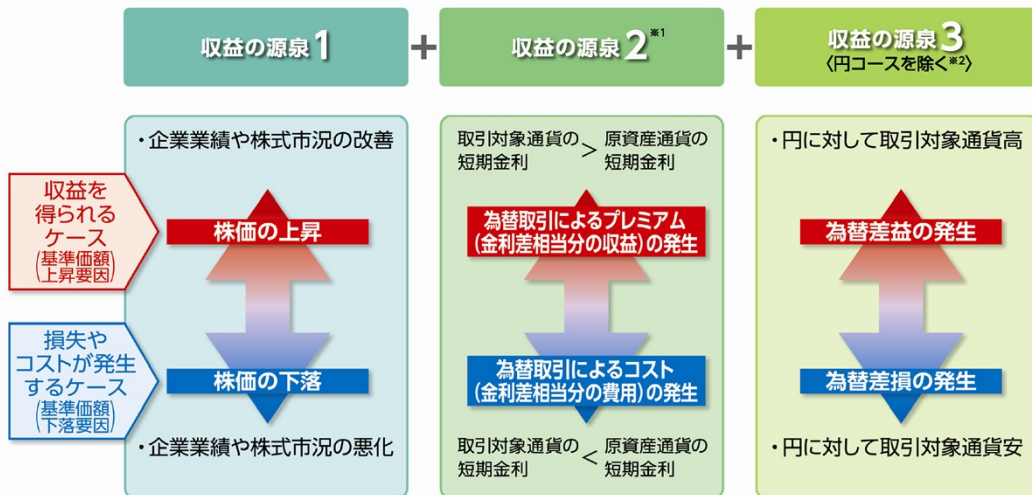 収益の源泉1
+
収益の源泉2※1
+
収益の源泉3
〈円コースを除く※2〉
収益を
得られる
ケース
(基準価額
上昇要因)
・企業業績や株式市況の改善
株価の上昇
取引対象通貨の
短期金利
>
原資産通貨の
短期金利
為替取引によるプレミアム
(金利差相当分の収益)の発生
・円に対して取引対象通貨高
為替差益の発生
損失や
コストが発生
するケース
(基準価額
下落要因)
株価の下落
・企業業績や株式市況の悪化
為替取引によるコスト
(金利差相当分の費用)の発生
取引対象通貨の
短期金利
<
原資産通貨の
短期金利
為替差損の発生
・円に対して取引対象通貨安